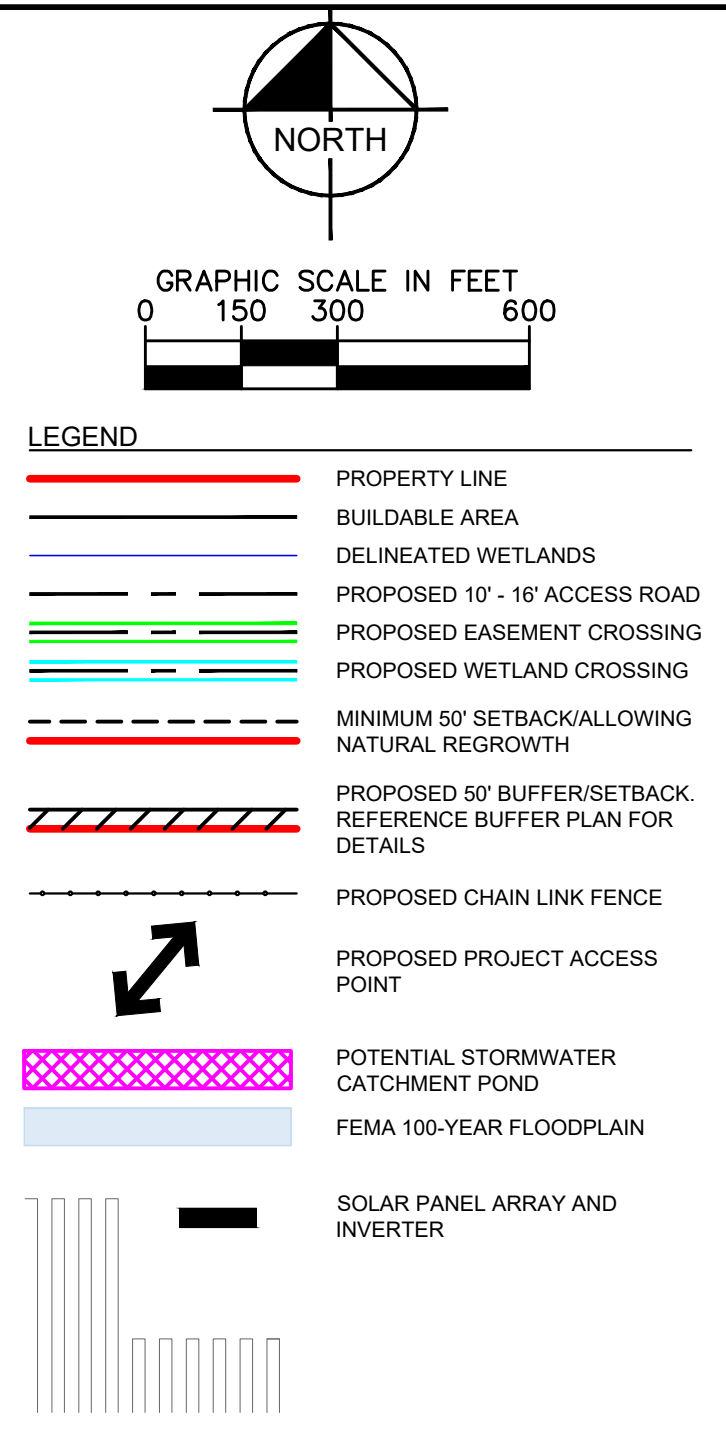 NORTH
GRAPHIC SCALE IN FEET
0 150 300 600
LEGEND
PROPERTY LINE
BUILDABLE AREA
DELINEATED WETLANDS
PROPOSED 10' - 16' ACCESS ROAD
PROPOSED EASEMENT CROSSING
PROPOSED WETLAND CROSSING
MINIMUM 50' SETBACK/ALLOWING
NATURAL REGROWTH
PROPOSED 50' BUFFER/SETBACK.
REFERENCE BUFFER PLAN FOR
DETAILS
PROPOSED CHAIN LINK FENCE
PROPOSED PROJECT ACCESS
POINT
POTENTIAL STORMWATER
CATCHMENT POND
FEMA 100-YEAR FLOODPLAIN
SOLAR PANEL ARRAY AND
INVERTER